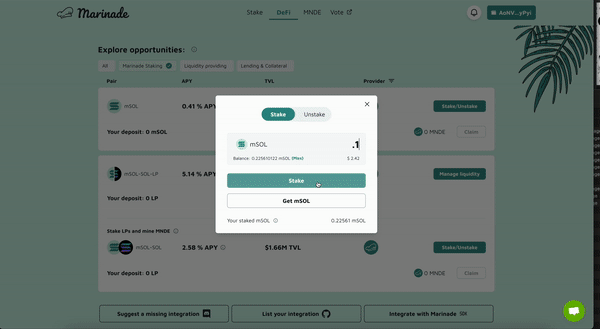 Marinade
Stake DeFi MNDE Vote
AoNV...yPyi
Explore opportunities:
All Marinade Staking Liquidity providing Lending & Collateral
Pair APY TVL Provider
mSOL 0.41 % APY Stake/Unstake
Your deposit: 0 mSOL 0 MNDE Claim
mSOL-SOL-LP 5.14 % APY Manage liquidity
Your deposit: 0 LP
Stake LPs and mine MNDE
mSOL-SOL 2.58 % APY $1.66M TVL Stake/Unstake
Your deposit: 0 LP 0 MNDE Claim
Stake Unstake
mSOL .1
Balance: 0.225610122 mSOL (Max) $ 2.42
Stake
Get mSOL
Your staked mSOL 0.22561 mSOL
Suggest a missing integration List your integration Integrate with Marinade